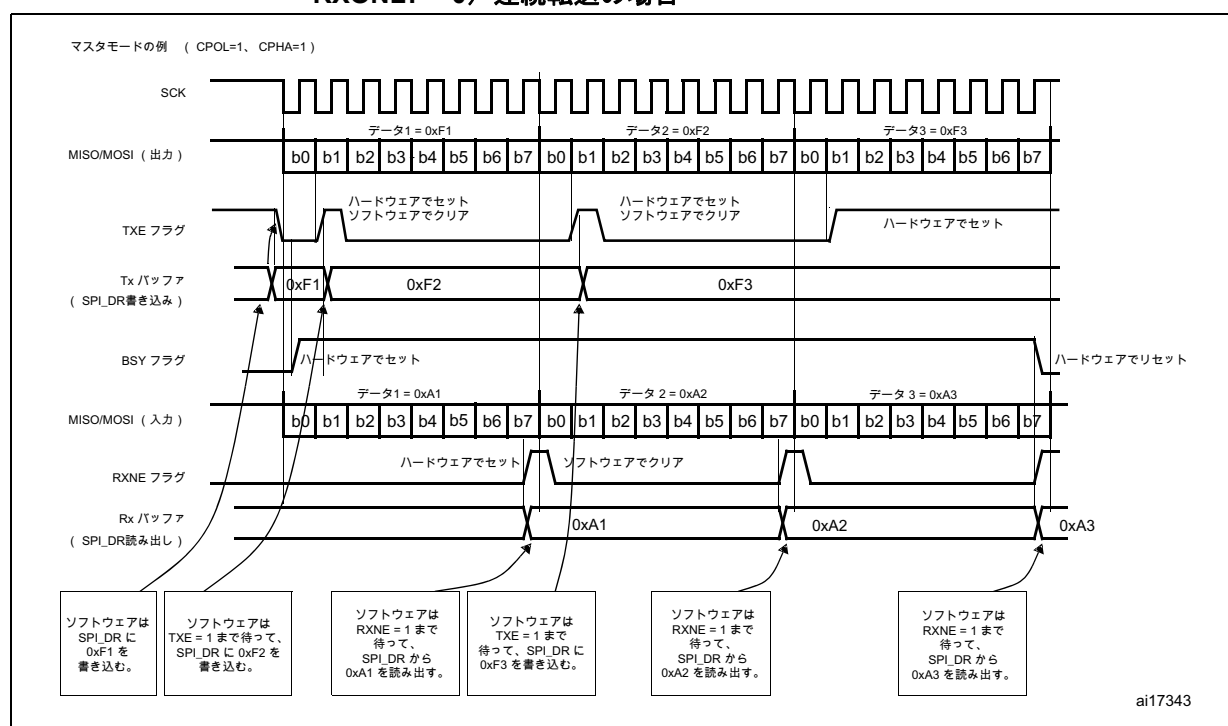 RXONLY = 0）連続転送の場合
マスタモードの例 （ CPOL=1、 CPHA=1 ）
SCK
データ1 = 0xF1
データ2 = 0xF2
データ3 = 0xF3
MISO/MOSI （ 出力 ）
b0 b1 b2 b3 b4 b5 b6 b7 b0 b1 b2 b3 b4 b5 b6 b7 b0 b1 b2 b3 b4 b5 b6 b7
ハードウェアでセット
ソフトウェアでクリア
ハードウェアでセット
ソフトウェアでクリア
ハードウェアでセット
TXE フラグ
Tx バッファ
（ SPI_DR書き込み ）
0xF1
0xF2
0xF3
BSY フラグ
ハードウェアでセット
ハードウェアでリセット
データ1 = 0xA1
データ 2 = 0xA2
データ 3 = 0xA3
MISO/MOSI （ 入力 ）
b0 b1 b2 b3 b4 b5 b6 b7 b0 b1 b2 b3 b4 b5 b6 b7 b0 b1 b2 b3 b4 b5 b6 b7
ハードウェアでセット
ソフトウェアでクリア
RXNE フラグ
Rx バッファ
（ SPI_DR読み出し ）
0xA1
0xA2
0xA3
ソフトウェアは
SPI_DR に
0xF1 を
書き込む。
ソフトウェアは
TXE = 1 まで待って、
SPI_DR に 0xF2 を
書き込む。
ソフトウェアは
RXNE = 1 まで
待って、
SPI_DR から
0xA1 を読み出す。
ソフトウェアは
TXE = 1 まで
待って、SPI_DR に
0xF3 を書き込む。
ソフトウェアは
RXNE = 1 まで
待って、
SPI_DR から
0xA2 を読み出す。
ソフトウェアは
RXNE = 1 まで
待って、
SPI_DR から
0xA3 を読み出す。
ai17343